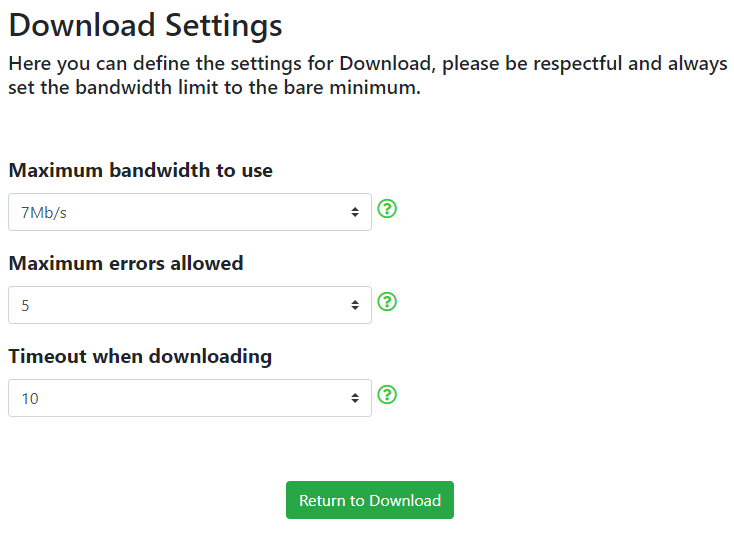 Download Settings
Here you can define the settings for Download, please be respectful and always
set the bandwidth limit to the bare minimum.
Maximum bandwidth to use
7Mb/s
Maximum errors allowed
5
Timeout when downloading
10
Return to Download